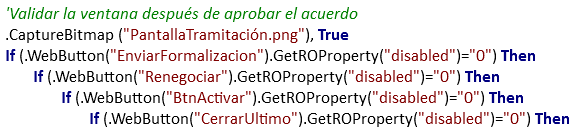 'Validar la ventana después de aprobar el acuerdo
.CaptureBitmap ("PantallaTramitación.png"), True
If (.WebButton("EnviarFormalizacion").GetROProperty("disabled")="0") Then
If (.WebButton("Renegociar").GetROProperty("disabled")="0") Then
If (.WebButton("BtnActivar").GetROProperty("disabled")="0") Then
If (.WebButton("CerrarUltimo").GetROProperty("disabled")="0") Then